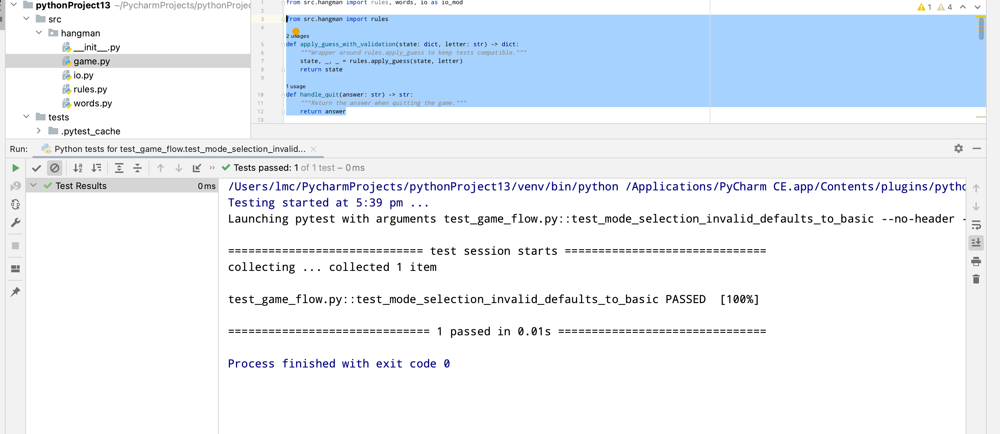 pythonProject13 ~/PycharmProjects/pythonProjec
src
hangman
__init__.py
game.py
io.py
rules.py
words.py
tests
.pytest_cache
1 from src.hangman import rules, words, io as io_mod
2
3 from src.hangman import rules
4
2 usages
5 def apply_guess_with_validation(state: dict, letter: str) -> dict:
6 """Wrapper around rules.apply_guess to keep tests compatible."""
7 state, _, _ = rules.apply_guess(state, letter)
8 return state
9
1 usage
10 def handle_quit(answer: str) -> str:
11 """Return the answer when quitting the game."""
12 return answer
13
1 4
Run: Python tests for test_game_flow.test_mode_selection_invalid...
Tests passed: 1 of 1 test – 0 ms
Test Results 0 ms
/Users/lmc/PycharmProjects/pythonProject13/venv/bin/python /Applications/PyCharm CE.app/Contents/plugins/pytho
Testing started at 5:39 pm ...
Launching pytest with arguments test_game_flow.py::test_mode_selection_invalid_defaults_to_basic --no-header -
============================= test session starts ==============================
collecting ... collected 1 item
test_game_flow.py::test_mode_selection_invalid_defaults_to_basic PASSED [100%]
============================== 1 passed in 0.01s ===============================
Process finished with exit code 0